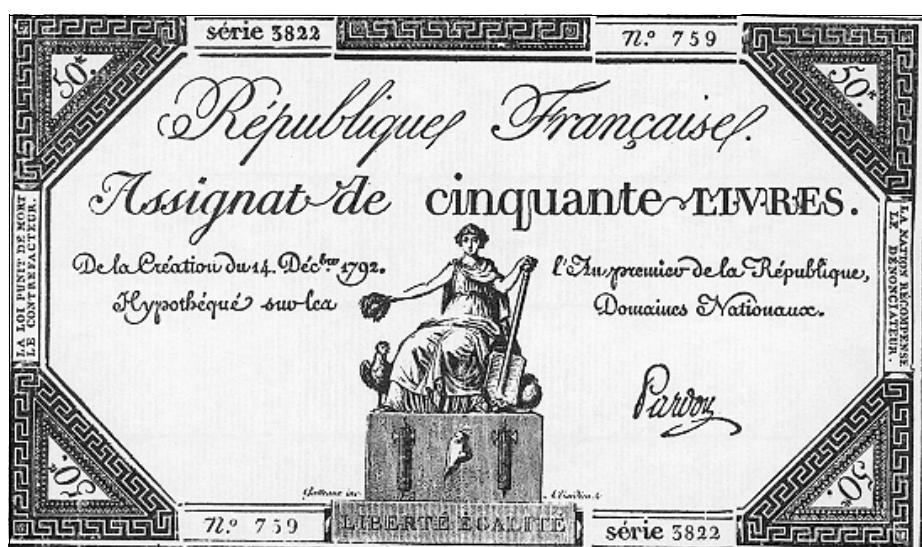 série 3822
N.º 759
50.ᵗ
50.ᵗ
République Française.
Assignat de cinquante LIVRES.
De la Création du 14. Déc.bre 1792.
l'An premier de la République,
Hypothéqué sur les
Domaines Nationaux.
LA LOI PUNIT DE MORT
LE CONTREFACTEUR.
LA NATION RÉCOMPENSE
LE DÉNONCIATEUR.
50.ᵗ
50.ᵗ
N.º 759
LIBERTÉ EGALITÉ
série 3822